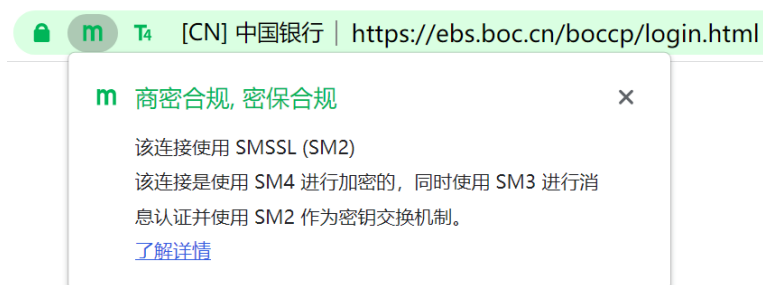 m T4 [CN] 中国银行 | https://ebs.boc.cn/boccp/login.html
m 商密合规, 密保合规
该连接使用 SMSSL (SM2)
该连接是使用 SM4 进行加密的，同时使用 SM3 进行消
息认证并使用 SM2 作为密钥交换机制。
了解详情